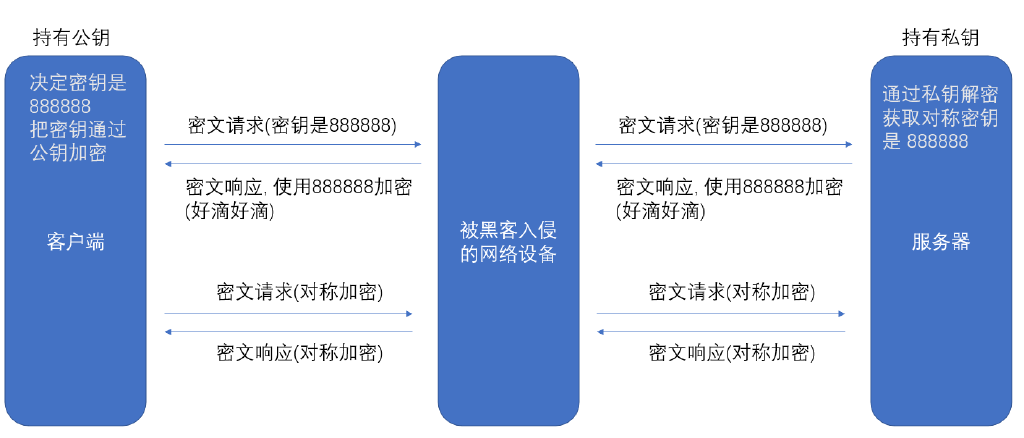 持有公钥
持有私钥
决定密钥是
888888
把密钥通过
公钥加密
密文请求(密钥是888888)
密文请求(密钥是888888)
通过私钥解密
获取对称密钥
是 888888
密文响应, 使用888888加密
(好滴好滴)
密文响应, 使用888888加密
(好滴好滴)
客户端
被黑客入侵
的网络设备
服务器
密文请求(对称加密)
密文请求(对称加密)
密文响应(对称加密)
密文响应(对称加密)